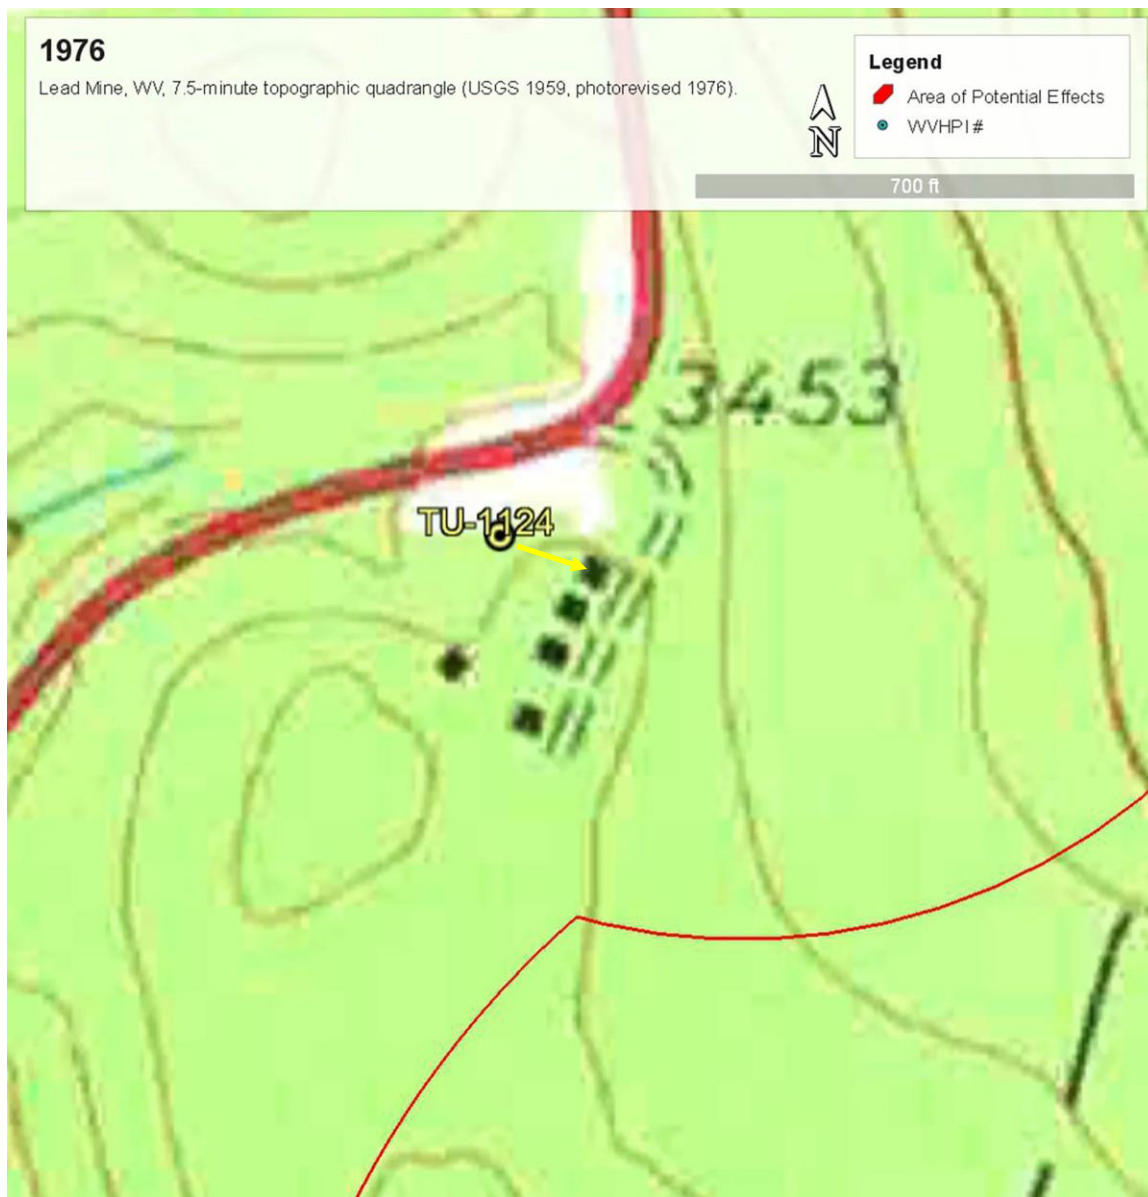 1976
Lead Mine, WV, 7.5-minute topographic quadrangle (USGS 1959, photorevised 1976).
N
Legend
Area of Potential Effects
WVHPI #
700 ft
3453
TU-1124